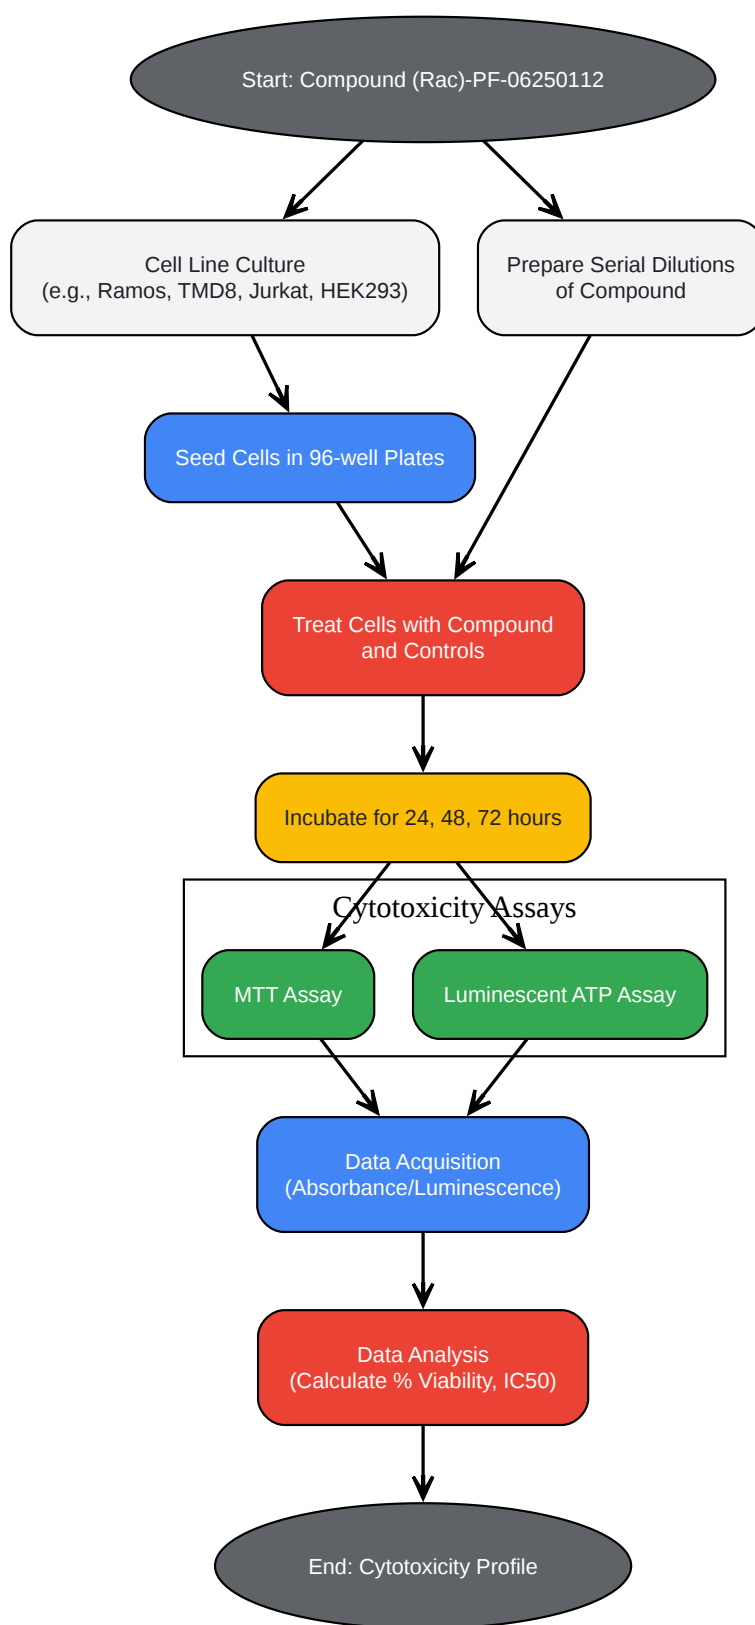 Start: Compound (Rac)-PF-06250112
Cell Line Culture
(e.g., Ramos, TMD8, Jurkat, HEK293)
Prepare Serial Dilutions
of Compound
Seed Cells in 96-well Plates
Treat Cells with Compound
and Controls
Incubate for 24, 48, 72 hours
Cytotoxicity Assays
MTT Assay
Luminescent ATP Assay
Data Acquisition
(Absorbance/Luminescence)
Data Analysis
(Calculate % Viability, IC50)
End: Cytotoxicity Profile